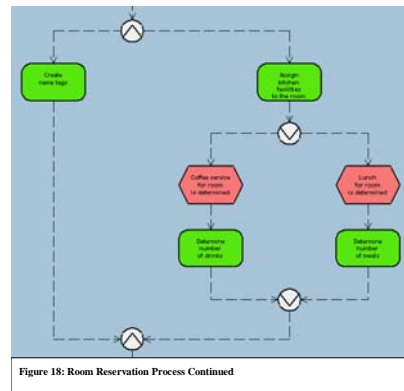 Create
name tags
Assign
kitchen
facilities
to the room
Coffee service
for room
is determined
Lunch
for room
is determined
Determine
number
of drinks
Determine
number
of meals
Figure 18: Room Reservation Process Continued